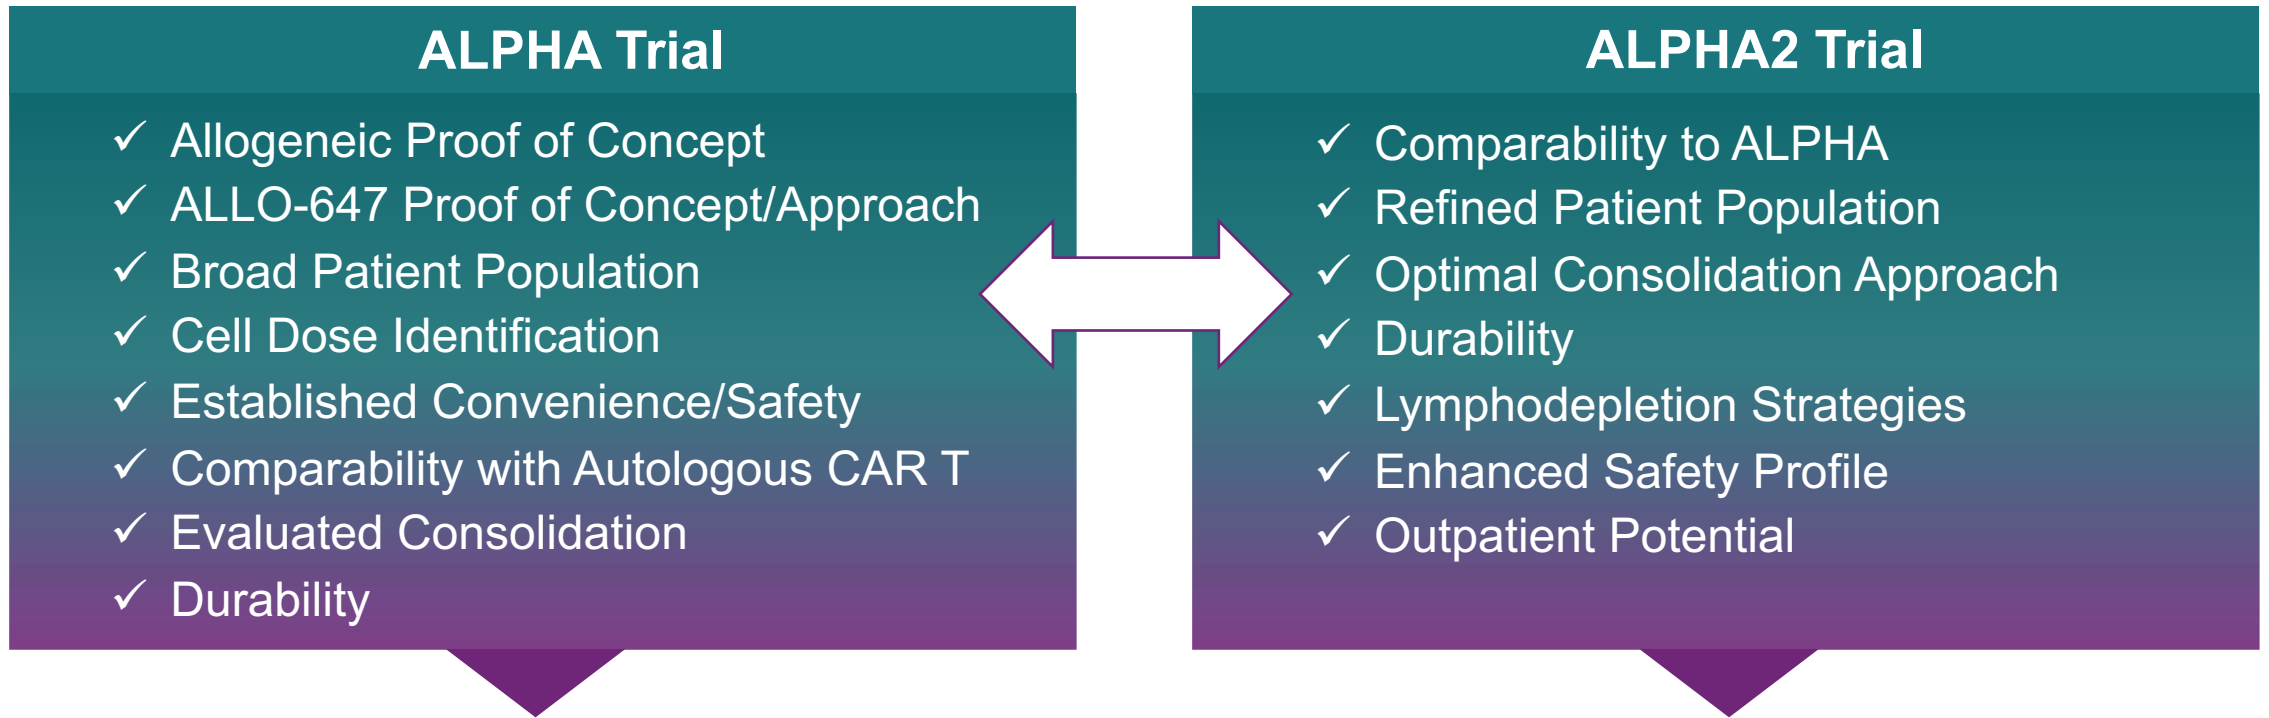 ALPHA Trial
✓ Allogeneic Proof of Concept
✓ ALLO-647 Proof of Concept/Approach
✓ Broad Patient Population
✓ Cell Dose Identification
✓ Established Convenience/Safety
✓ Comparability with Autologous CAR T
✓ Evaluated Consolidation
✓ Durability
ALPHA2 Trial
✓ Comparability to ALPHA
✓ Refined Patient Population
✓ Optimal Consolidation Approach
✓ Durability
✓ Lymphodepletion Strategies
✓ Enhanced Safety Profile
✓ Outpatient Potential